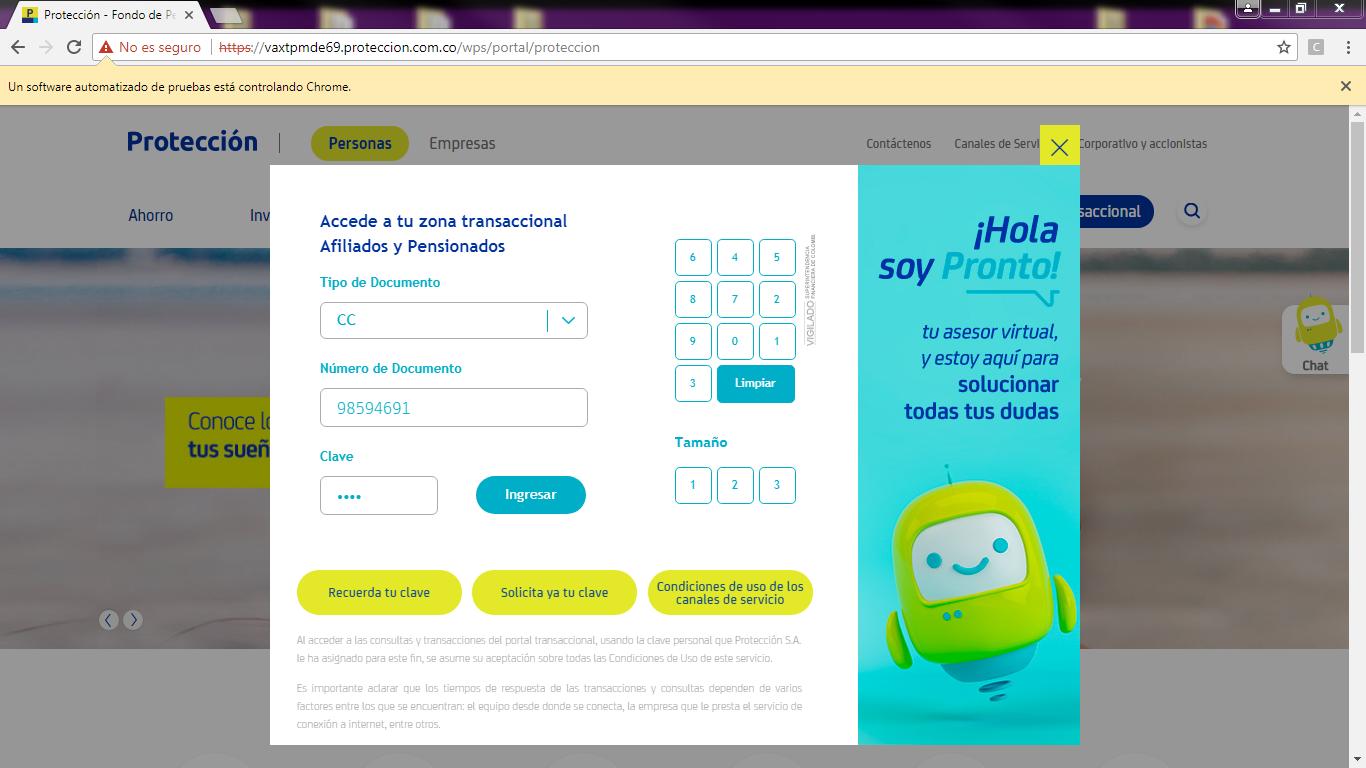 Protección - Fondo de Pe
No es seguro https://vaxtpmde69.proteccion.com.co/wps/portal/proteccion
C
Un software automatizado de pruebas está controlando Chrome.
Protección Personas Empresas Contáctenos Canales de Servi Corporativo y accionistas
Ahorro Inv saccional
Accede a tu zona transaccional
Afiliados y Pensionados
Tipo de Documento
CC
Número de Documento
98594691
Clave
••••
Ingresar
6 4 5
8 7 2
9 0 1
3 Limpiar
VIGILADO SUPERINTENDENCIA
FINANCIERA DE COLOMBI
Tamaño
1 2 3
Recuerda tu clave
Solicita ya tu clave
Condiciones de uso de los
canales de servicio
Al acceder a las consultas y transacciones del portal transaccional, usando la clave personal que Protección S.A.
le ha asignado para este fin, se asume su aceptación sobre todas las Condiciones de Uso de este servicio.
Es importante aclarar que los tiempos de respuesta de las transacciones y consultas dependen de varios
factores entre los que se encuentran: el equipo desde donde se conecta, la empresa que le presta el servicio de
conexión a internet, entre otros.
¡Hola
soy Pronto!
tu asesor virtual,
y estoy aquí para
solucionar
todas tus dudas
Conoce lo
tus sueñ
Chat